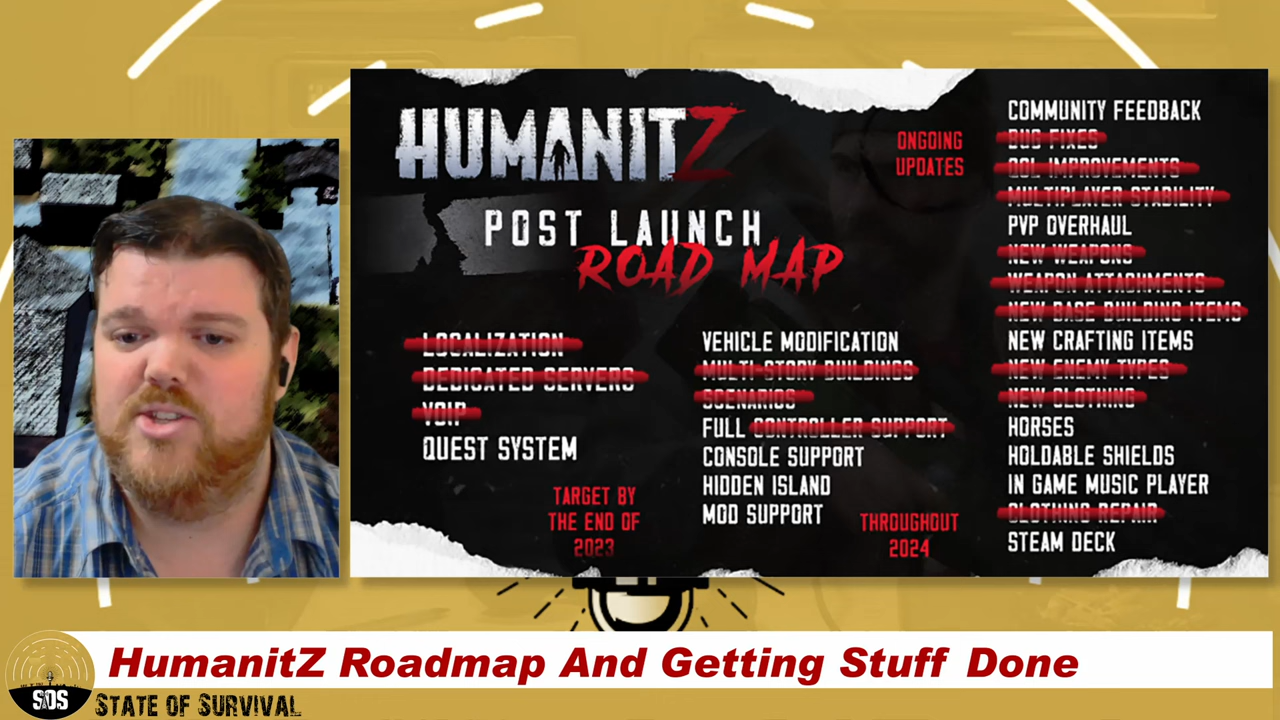 HUMANITZ
POST LAUNCH
ROAD MAP
LOCALIZATION
DEDICATED SERVERS
VOIP
QUEST SYSTEM
TARGET BY
THE END OF
2023
VEHICLE MODIFICATION
MULTI-STORY BUILDINGS
SCENARIOS
FULL CONTROLLER SUPPORT
CONSOLE SUPPORT
HIDDEN ISLAND
MOD SUPPORT
THROUGHOUT
2024
ONGOING
UPDATES
COMMUNITY FEEDBACK
BUG FIXES
QOL IMPROVEMENTS
MULTIPLAYER STABILITY
PVP OVERHAUL
NEW WEAPONS
WEAPON ATTACHMENTS
NEW BASE BUILDING ITEMS
NEW CRAFTING ITEMS
NEW ENEMY TYPES
NEW CLOTHING
HORSES
HOLDABLE SHIELDS
IN GAME MUSIC PLAYER
CLOTHING REPAIR
STEAM DECK
HumanitZ Roadmap And Getting Stuff Done
SOS
STATE OF SURVIVAL